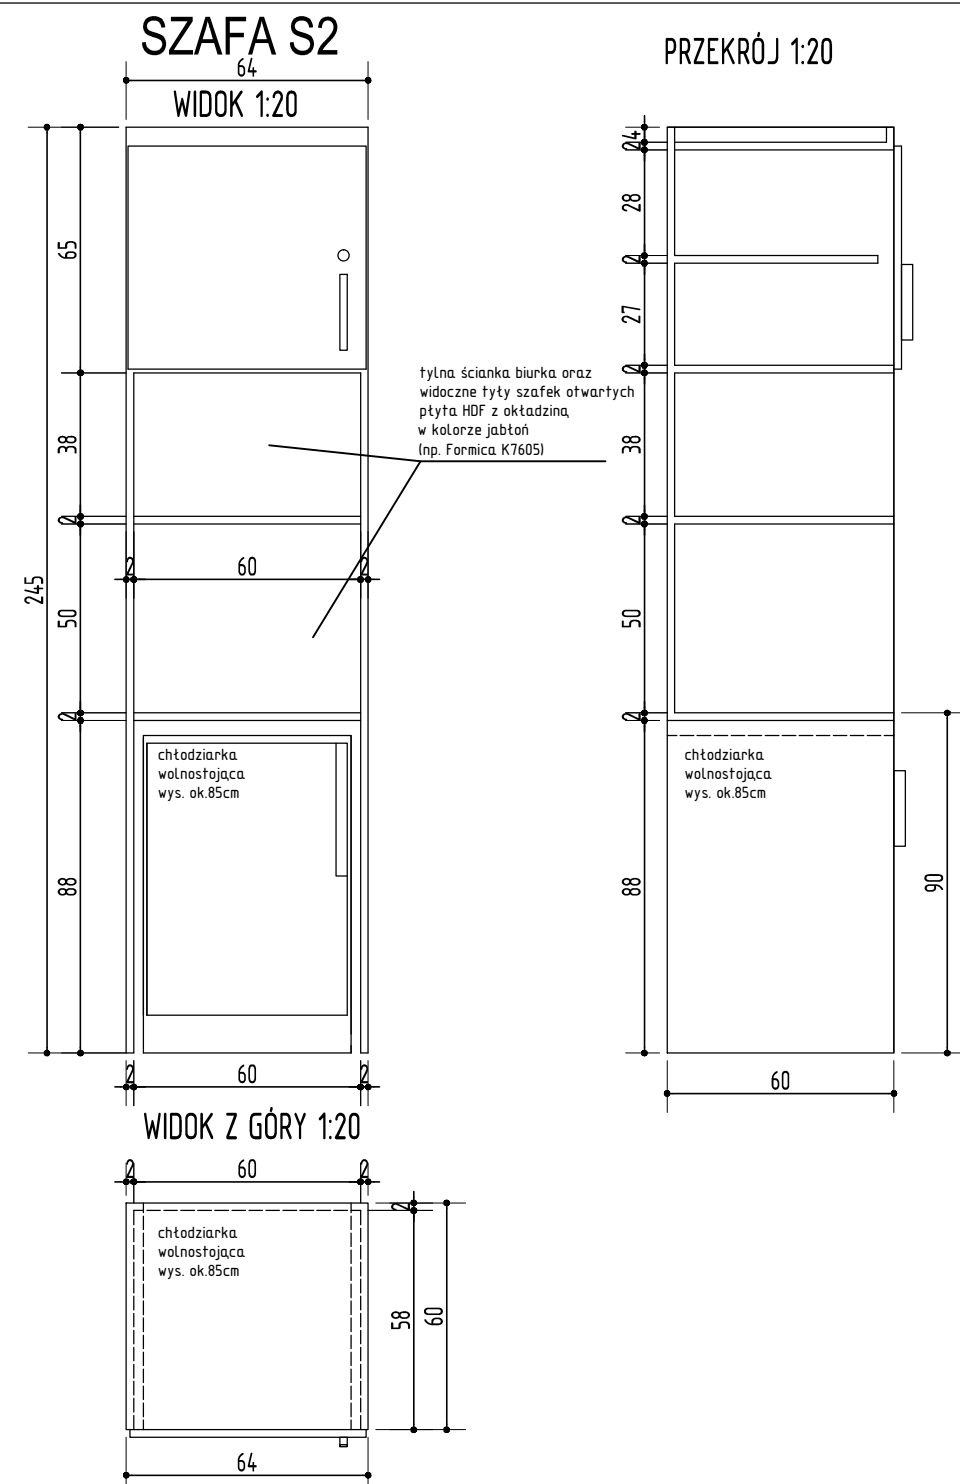 SZAFA S2
64
WIDOK 1:20
PRZEKRÓJ 1:20
65
38
2
50
2
88
245
2 60 2
tylna ścianka biurka oraz
widoczne tyły szafek otwartych
płyta HDF z okładziną
w kolorze jabłoń
(np. Formica K7605)
chłodziarka
wolnostojąca
wys. ok.85cm
2 60 2
4
2
28
2
27
2
38
2
50
2
88
chłodziarka
wolnostojąca
wys. ok.85cm
90
60
WIDOK Z GÓRY 1:20
2 60 2
chłodziarka
wolnostojąca
wys. ok.85cm
2
58
60
64